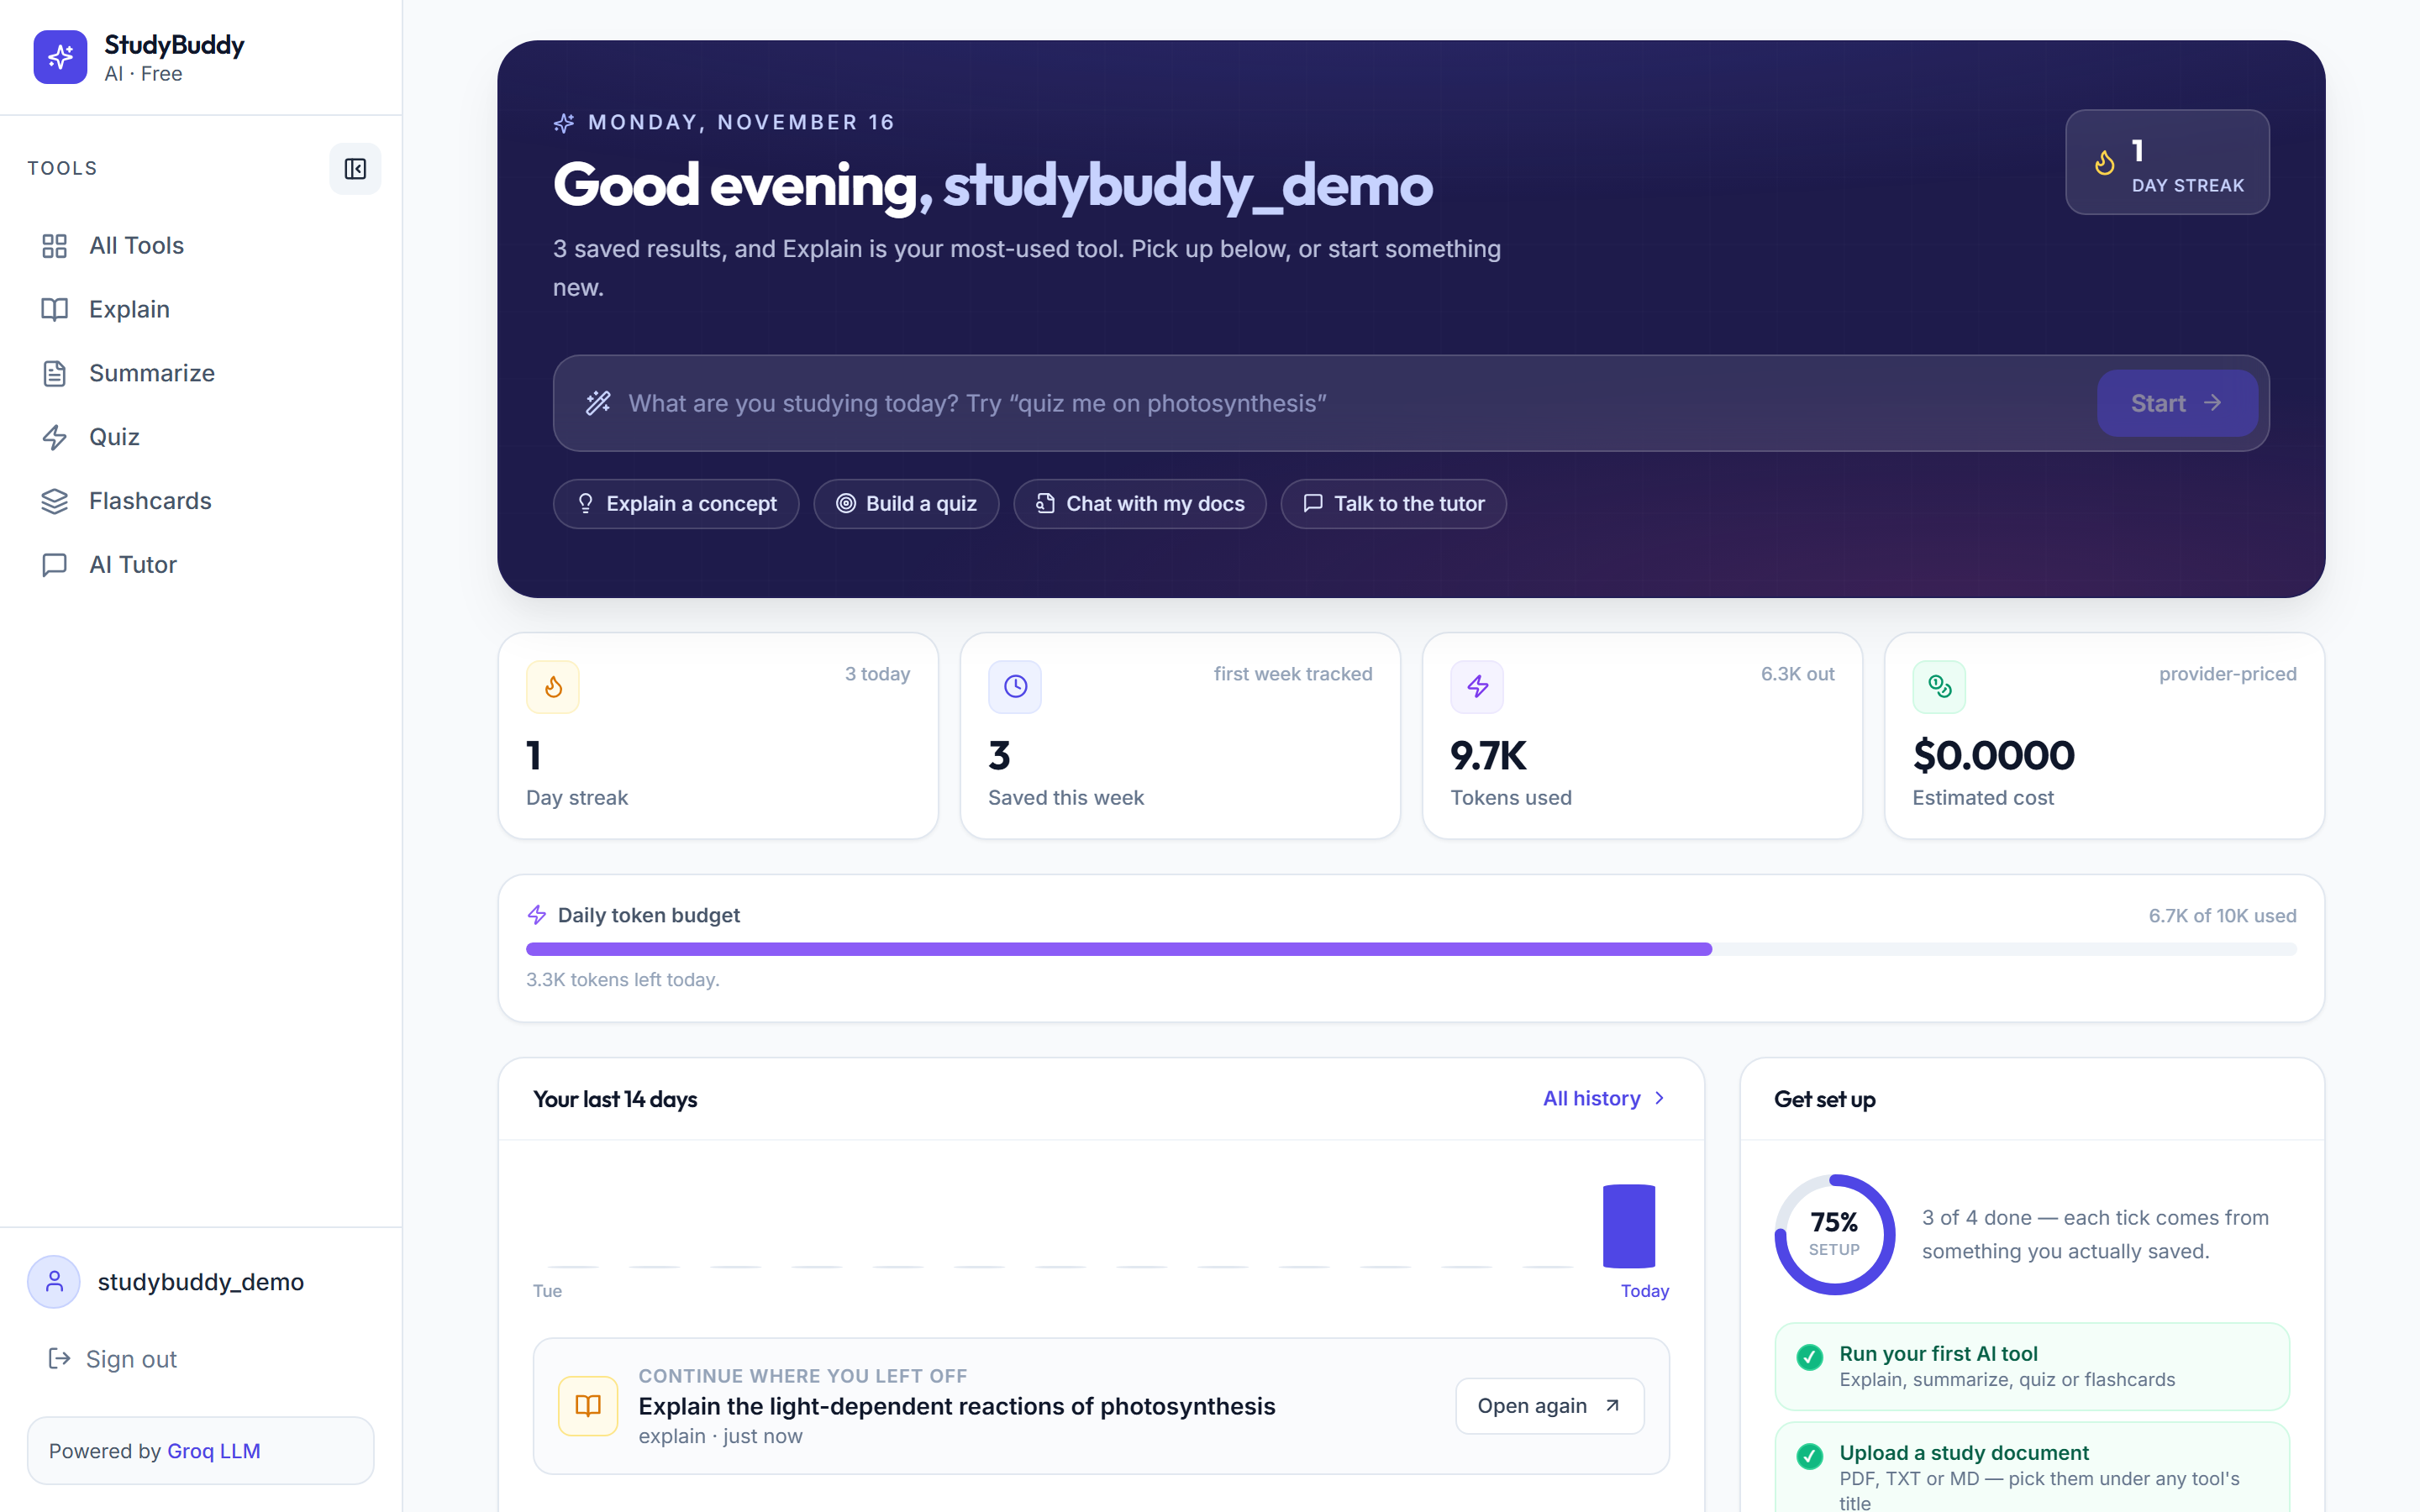 StudyBuddy
AI · Free
TOOLS
All Tools
Explain
Summarize
Quiz
Flashcards
AI Tutor
studybuddy_demo
Sign out
Powered by Groq LLM
MONDAY, NOVEMBER 16
Good evening, studybuddy_demo
3 saved results, and Explain is your most-used tool. Pick up below, or start something
new.
1
DAY STREAK
What are you studying today? Try “quiz me on photosynthesis”
Start
Explain a concept
Build a quiz
Chat with my docs
Talk to the tutor
3 today
1
Day streak
first week tracked
3
Saved this week
6.3K out
9.7K
Tokens used
provider-priced
$0.0000
Estimated cost
Daily token budget
6.7K of 10K used
3.3K tokens left today.
Your last 14 days
All history
Tue
Today
CONTINUE WHERE YOU LEFT OFF
Explain the light-dependent reactions of photosynthesis
explain · just now
Open again
Get set up
75%
SETUP
3 of 4 done — each tick comes from
something you actually saved.
Run your first AI tool
Explain, summarize, quiz or flashcards
Upload a study document
PDF, TXT or MD — pick them under any tool's
title